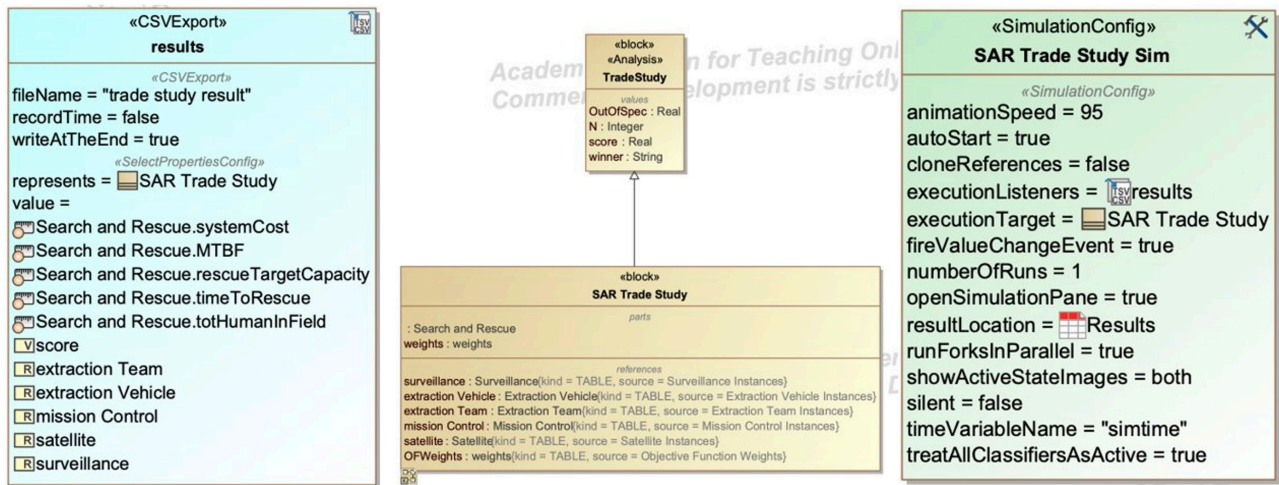 «CSVExport»
results
«CSVExport»
fileName = "trade study result"
recordTime = false
writeAtTheEnd = true
«SelectPropertiesConfig»
represents = SAR Trade Study
value =
Search and Rescue.systemCost
Search and Rescue.MTBF
Search and Rescue.rescueTargetCapacity
Search and Rescue.timeToRescue
Search and Rescue.totHumanInField
V score
R extraction Team
R extraction Vehicle
R mission Control
R satellite
R surveillance
TSV
CSV
Academ n for Teaching Onl
Comme elopment is strictly
«block»
«Analysis»
TradeStudy
values
OutOfSpec : Real
N : Integer
score : Real
winner : String
«block»
SAR Trade Study
parts
: Search and Rescue
weights : weights
references
surveillance : Surveillance{kind = TABLE, source = Surveillance Instances}
extraction Vehicle : Extraction Vehicle{kind = TABLE, source = Extraction Vehicle Instances}
extraction Team : Extraction Team{kind = TABLE, source = Extraction Team Instances}
mission Control : Mission Control{kind = TABLE, source = Mission Control Instances}
satellite : Satellite{kind = TABLE, source = Satellite Instances}
OFWeights : weights{kind = TABLE, source = Objective Function Weights}
«SimulationConfig»
SAR Trade Study Sim
«SimulationConfig»
animationSpeed = 95
autoStart = true
cloneReferences = false
executionListeners = TSV CSV results
executionTarget = SAR Trade Study
fireValueChangeEvent = true
numberOfRuns = 1
openSimulationPane = true
resultLocation = Results
runForksInParallel = true
showActiveStateImages = both
silent = false
timeVariableName = "simtime"
treatAllClassifiersAsActive = true